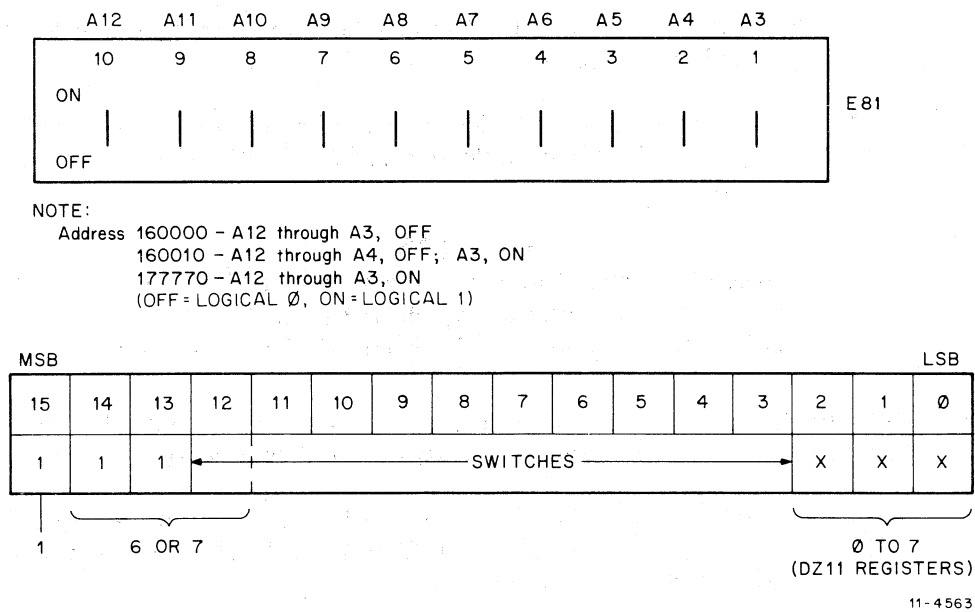 A12 A11 A10 A9 A8 A7 A6 A5 A4 A3
10 9 8 7 6 5 4 3 2 1
ON
E81
OFF
NOTE:
Address 160000 – A12 through A3, OFF
160010 – A12 through A4, OFF; A3, ON
177770 – A12 through A3, ON
(OFF = LOGICAL Ø, ON = LOGICAL 1)
MSB LSB
15 14 13 12 11 10 9 8 7 6 5 4 3 2 1 Ø
1 1 1 SWITCHES X X X
1 6 OR 7 Ø TO 7
(DZ11 REGISTERS)
11-4563